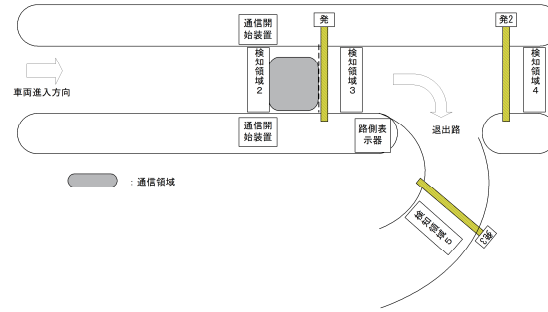 通信開
始装置
発
発2
検知領域2
検知領域3
検知領域4
車両進入方向
退出路
通信開
始装置
路側表
示器
：通信領域
検知領域5
発3